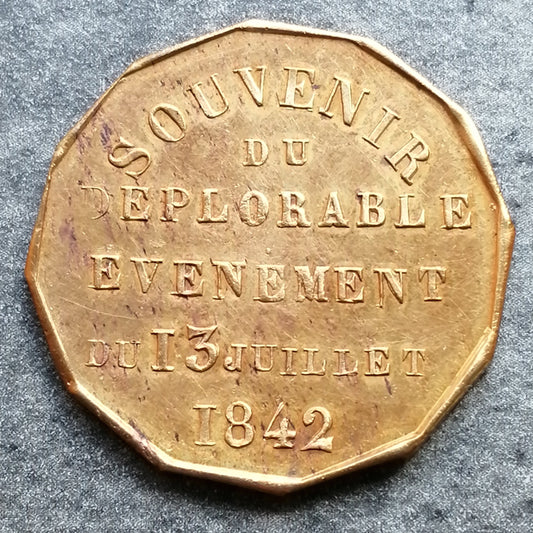 SOUVENIR
DU
DEPLORABLE
EVENEMENT
DU 13 JUILLET
1842